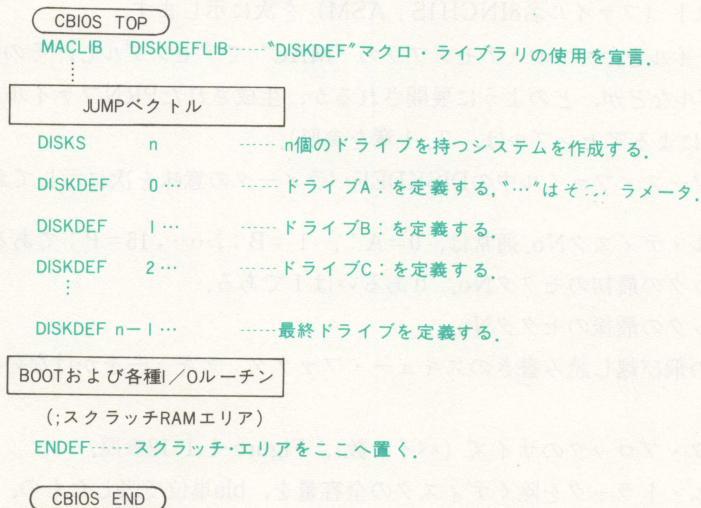 CBIOS TOP
MACLIB DISKDEFLIB……〝DISKDEF〟マクロ・ライブラリの使用を宣言．
⋮
JUMPベクトル
DISKS n ……n個のドライブを持つシステムを作成する．
DISKDEF 0… ……ドライブA：を定義する，〝…〟はそ ラメータ．
DISKDEF 1… ……ドライブB：を定義する．
DISKDEF 2… ……ドライブC：を定義する．
⋮
DISKDEF n－1… ……最終ドライブを定義する．
BOOTおよび各種I／Oルーチン
(；スクラッチRAMエリア)
ENDEF……スクラッチ・エリアをここへ置く．
CBIOS END